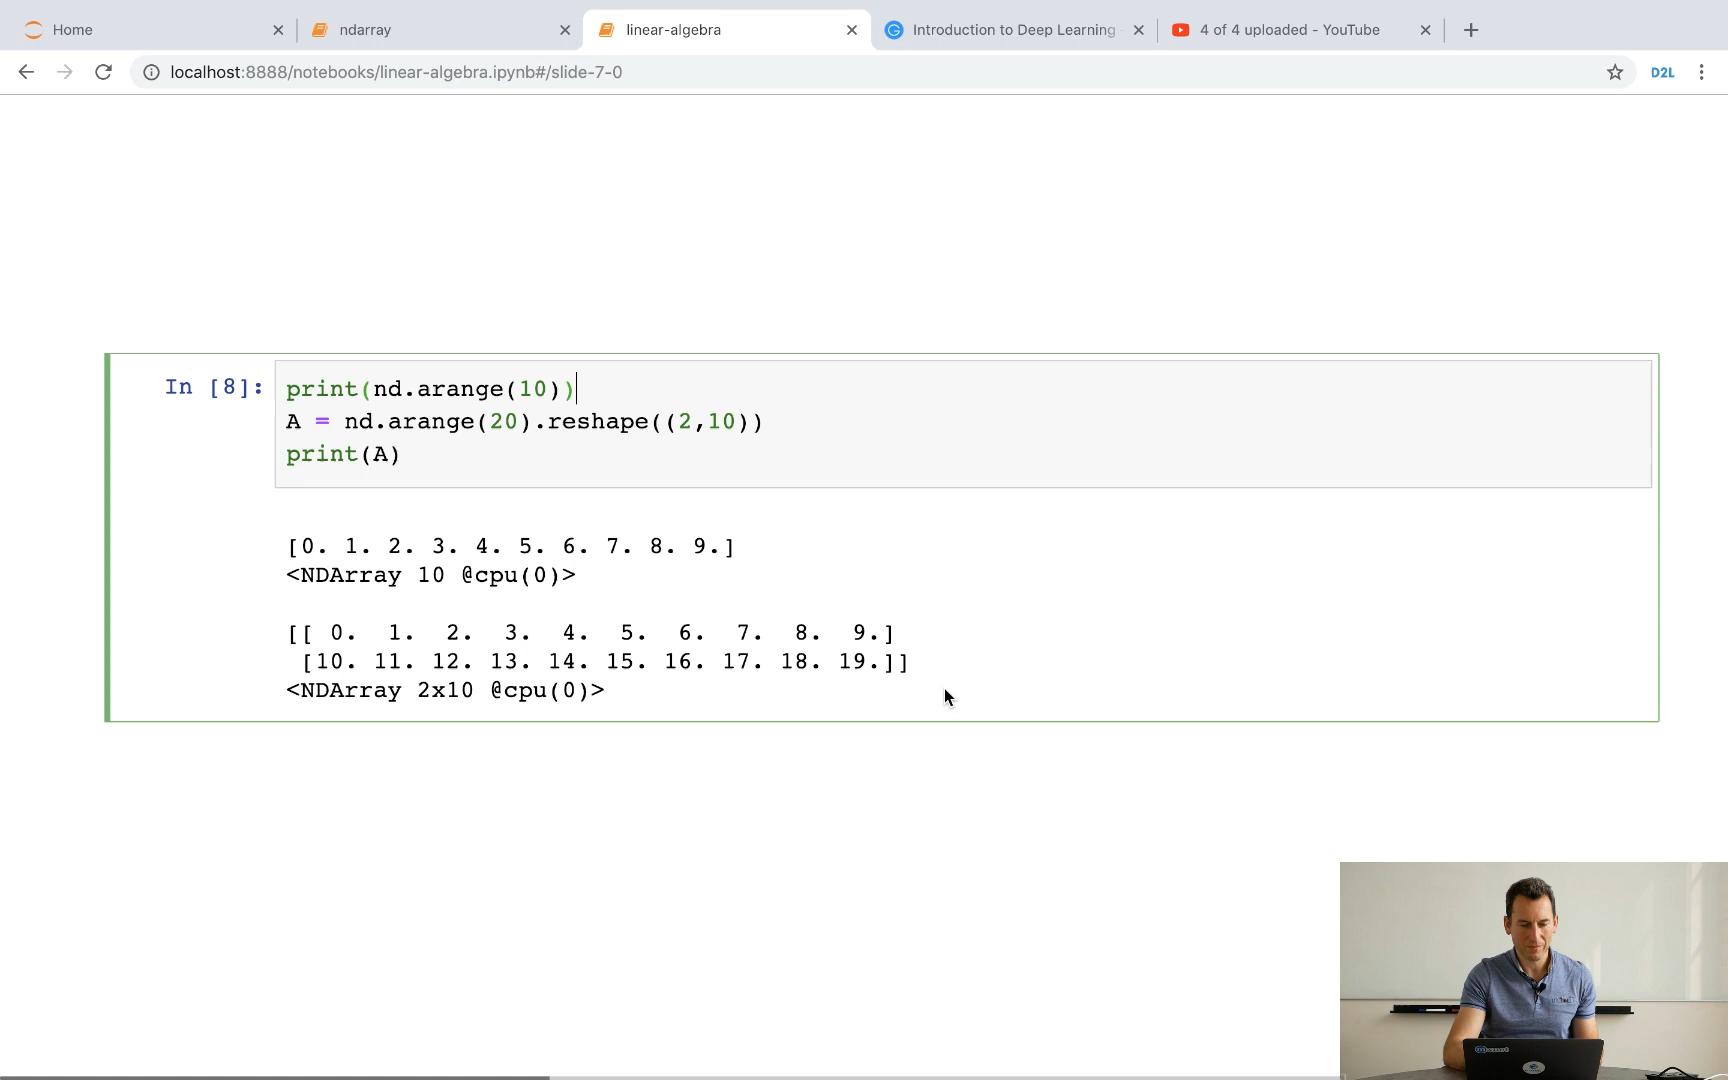 Home
ndarray
linear-algebra
Introduction to Deep Learning
4 of 4 uploaded - YouTube
localhost:8888/notebooks/linear-algebra.ipynb#/slide-7-0
D2L
In [8]:
print(nd.arange(10))
A = nd.arange(20).reshape((2,10))
print(A)
[0. 1. 2. 3. 4. 5. 6. 7. 8. 9.]
<NDArray 10 @cpu(0)>
[[ 0.  1.  2.  3.  4.  5.  6.  7.  8.  9.]
[10. 11. 12. 13. 14. 15. 16. 17. 18. 19.]]
<NDArray 2x10 @cpu(0)>